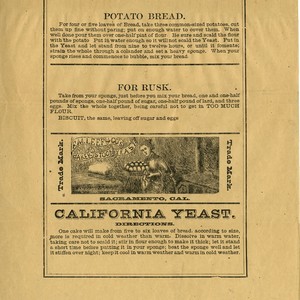 POTATO BREAD.
For four or five loaves of Bread, take three common-sized potatoes, cut
them up fine without paring; put on enough water to cover them. When
well done pour them over one-half pint of flour. Be sure and scald the flour
with the potato. Put in water enough so it will not scald the Yeast. Put in
the Yeast and let stand from nine to twelve hours, or until it foments;
strain the whole through a colander and set a heavy sponge. When your
sponge rises and commences to bubble, mix your bread
FOR RUSK.
Take from your sponge, just before you mix your bread, one and one-half
pounds of sponge, one-half pound of sugar, one-half pound of lard, and three
eggs. Mix the whole together, being careful not to get in TOO MUCH
FLOUR.
BISCUIT, the same, leaving off sugar and eggs
Trade Mark.
Trade Mark.
SACRAMENTO, CAL.
CALIFORNIA YEAST.
DIRECTIONS.
One cake will make from five to six loaves of bread, according to size,
more is required in cold weather than warm. Dissolve in warm water,
taking care not to scald it; stir in flour enough to make it thick; let it stand
a short time before putting it in your sponge; beat the sponge well and let
it stiffen over night; keep it cool in warm weather and warm in cold weather.